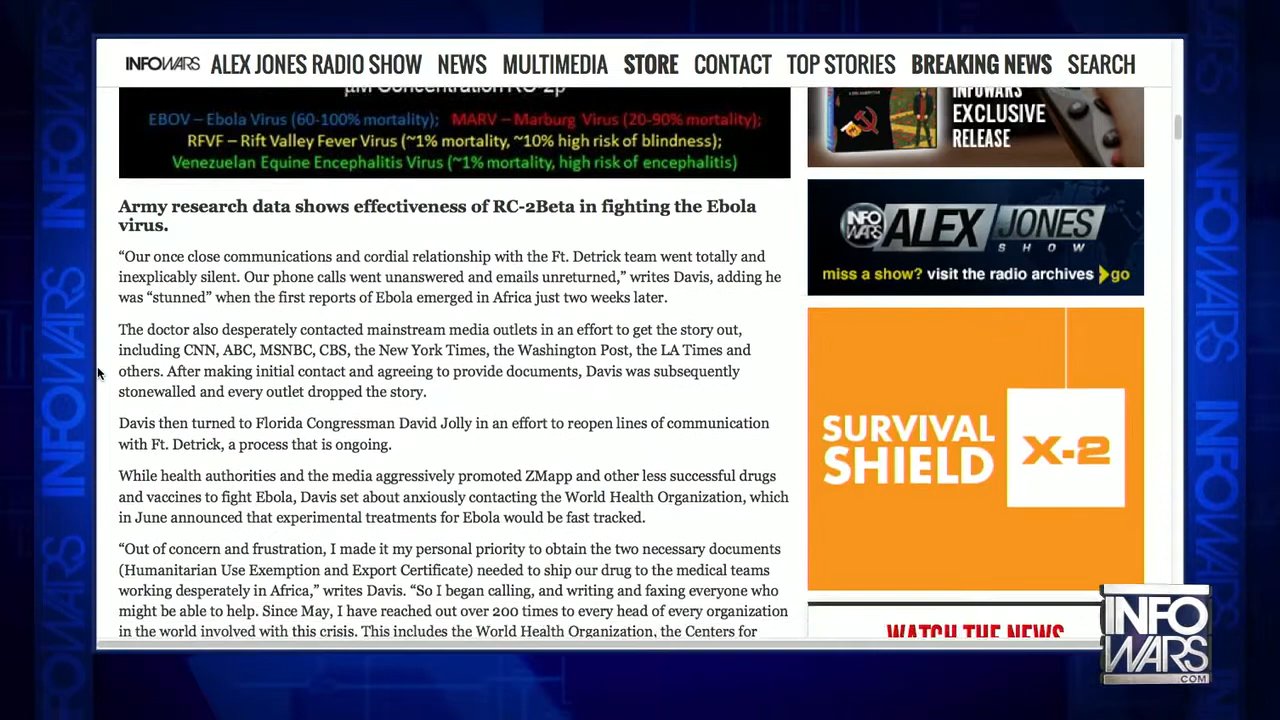 INFOWARS ALEX JONES RADIO SHOW NEWS MULTIMEDIA STORE CONTACT TOP STORIES BREAKING NEWS SEARCH
EBOV – Ebola Virus (60-100% mortality); MARV – Marburg Virus (20-90% mortality);
RFVF – Rift Valley Fever Virus (~1% mortality, ~10% high risk of blindness);
Venezuelan Equine Encephalitis Virus (~1% mortality, high risk of encephalitis)
Army research data shows effectiveness of RC-2Beta in fighting the Ebola
virus.
“Our once close communications and cordial relationship with the Ft. Detrick team went totally and
inexplicably silent. Our phone calls went unanswered and emails unreturned,” writes Davis, adding he
was “stunned” when the first reports of Ebola emerged in Africa just two weeks later.
The doctor also desperately contacted mainstream media outlets in an effort to get the story out,
including CNN, ABC, MSNBC, CBS, the New York Times, the Washington Post, the LA Times and
others. After making initial contact and agreeing to provide documents, Davis was subsequently
stonewalled and every outlet dropped the story.
Davis then turned to Florida Congressman David Jolly in an effort to reopen lines of communication
with Ft. Detrick, a process that is ongoing.
While health authorities and the media aggressively promoted ZMapp and other less successful drugs
and vaccines to fight Ebola, Davis set about anxiously contacting the World Health Organization, which
in June announced that experimental treatments for Ebola would be fast tracked.
“Out of concern and frustration, I made it my personal priority to obtain the two necessary documents
(Humanitarian Use Exemption and Export Certificate) needed to ship our drug to the medical teams
working desperately in Africa,” writes Davis. “So I began calling, and writing and faxing everyone who
might be able to help. Since May, I have reached out over 200 times to every head of every organization
in the world involved with this crisis. This includes the World Health Organization, the Centers for
INFOWARS
EXCLUSIVE
RELEASE
INFO
WARS
ALEX JONES
SHOW
miss a show? visit the radio archives go
SURVIVAL
SHIELD
X-2
WATCH THE NEWS
INFO
WARS
.COM
INFOWARS
INFOWARS
INFOWARS
INFOWARS